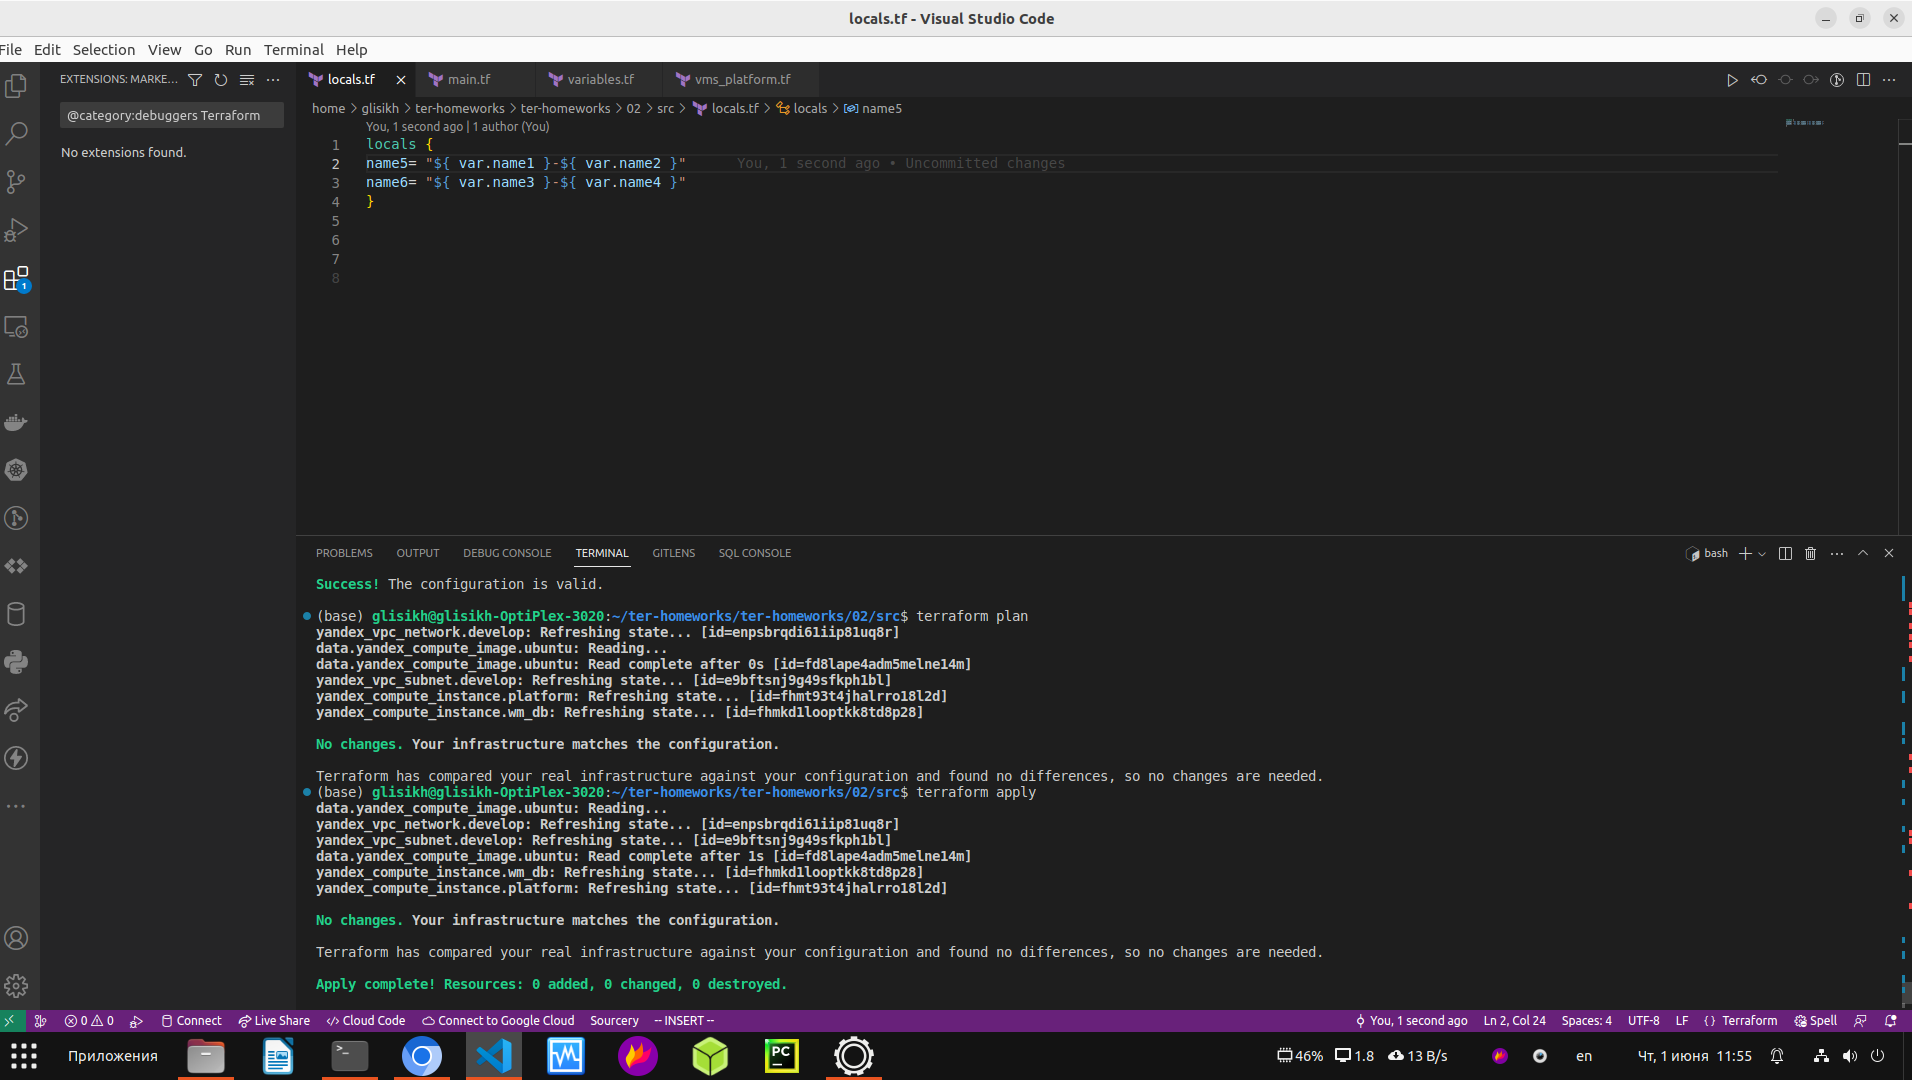 locals.tf - Visual Studio Code
File Edit Selection View Go Run Terminal Help
EXTENSIONS: MARKE...
@category:debuggers Terraform
No extensions found.
1
locals.tf main.tf variables.tf vms_platform.tf
home > glisikh > ter-homeworks > ter-homeworks > 02 > src > locals.tf > locals > name5
You, 1 second ago | 1 author (You)
1 locals {
2 name5= "${ var.name1 }-${ var.name2 }" You, 1 second ago • Uncommitted changes
3 name6= "${ var.name3 }-${ var.name4 }"
4 }
5
6
7
8
PROBLEMS OUTPUT DEBUG CONSOLE TERMINAL GITLENS SQL CONSOLE bash
Success! The configuration is valid.
(base) glisikh@glisikh-OptiPlex-3020:~/ter-homeworks/ter-homeworks/02/src$ terraform plan
yandex_vpc_network.develop: Refreshing state... [id=enpsbrqdi61iip81uq8r]
data.yandex_compute_image.ubuntu: Reading...
data.yandex_compute_image.ubuntu: Read complete after 0s [id=fd8lape4adm5melne14m]
yandex_vpc_subnet.develop: Refreshing state... [id=e9bftsnj9g49sfkph1bl]
yandex_compute_instance.platform: Refreshing state... [id=fhmt93t4jhalrro18l2d]
yandex_compute_instance.wm_db: Refreshing state... [id=fhmkd1looptkk8td8p28]
No changes. Your infrastructure matches the configuration.
Terraform has compared your real infrastructure against your configuration and found no differences, so no changes are needed.
(base) glisikh@glisikh-OptiPlex-3020:~/ter-homeworks/ter-homeworks/02/src$ terraform apply
data.yandex_compute_image.ubuntu: Reading...
yandex_vpc_network.develop: Refreshing state... [id=enpsbrqdi61iip81uq8r]
yandex_vpc_subnet.develop: Refreshing state... [id=e9bftsnj9g49sfkph1bl]
data.yandex_compute_image.ubuntu: Read complete after 1s [id=fd8lape4adm5melne14m]
yandex_compute_instance.wm_db: Refreshing state... [id=fhmkd1looptkk8td8p28]
yandex_compute_instance.platform: Refreshing state... [id=fhmt93t4jhalrro18l2d]
No changes. Your infrastructure matches the configuration.
Terraform has compared your real infrastructure against your configuration and found no differences, so no changes are needed.
Apply complete! Resources: 0 added, 0 changed, 0 destroyed.
0 0 Connect Live Share Cloud Code Connect to Google Cloud Sourcery -- INSERT -- You, 1 second ago Ln 2, Col 24 Spaces: 4 UTF-8 LF {} Terraform Spell
Приложения PC 46% 1.8 13 B/s en Чт, 1 июня 11:55